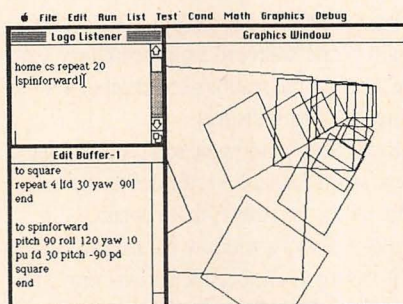 File Edit Run List Test Cond Math Graphics Debug
Logo Listener
Graphics Window
home cs repeat 20
[spinforward]
Edit Buffer-1
to square
repeat 4 [fd 30 yaw 90]
end
to spinforward
pitch 90 roll 120 yaw 10
pu fd 30 pitch -90 pd
square
end